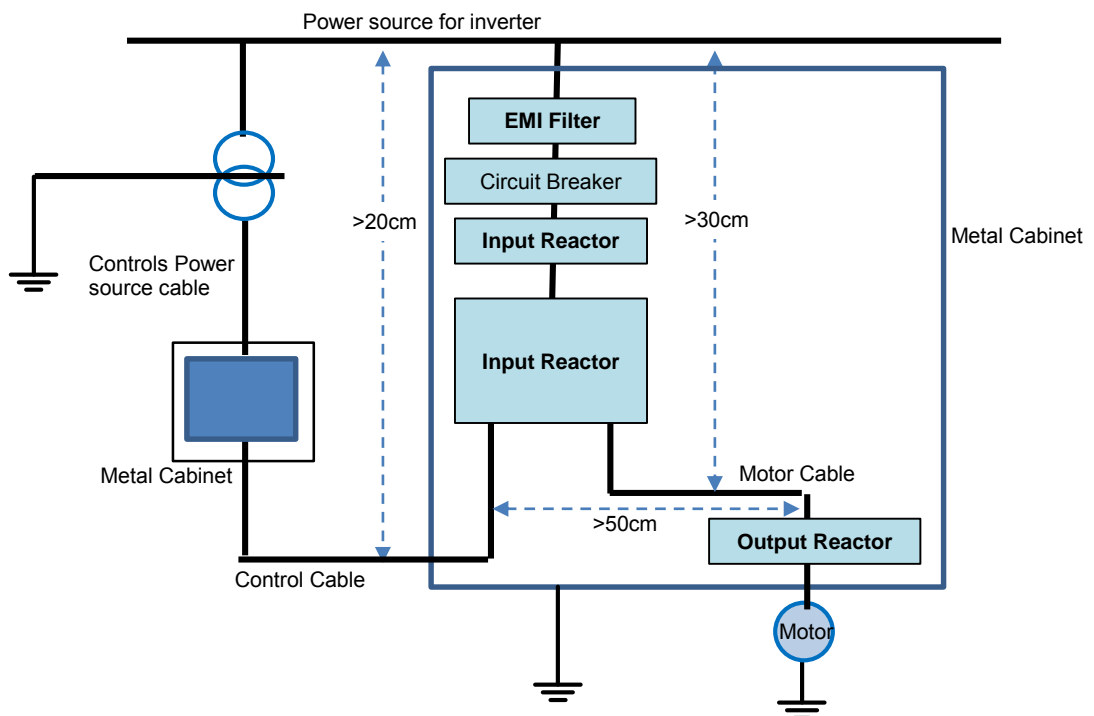 Power source for inverter
EMI Filter
Circuit Breaker
>20cm
>30cm
Input Reactor
Metal Cabinet
Controls Power
source cable
Input Reactor
Metal Cabinet
Motor Cable
>50cm
Output Reactor
Control Cable
Motor